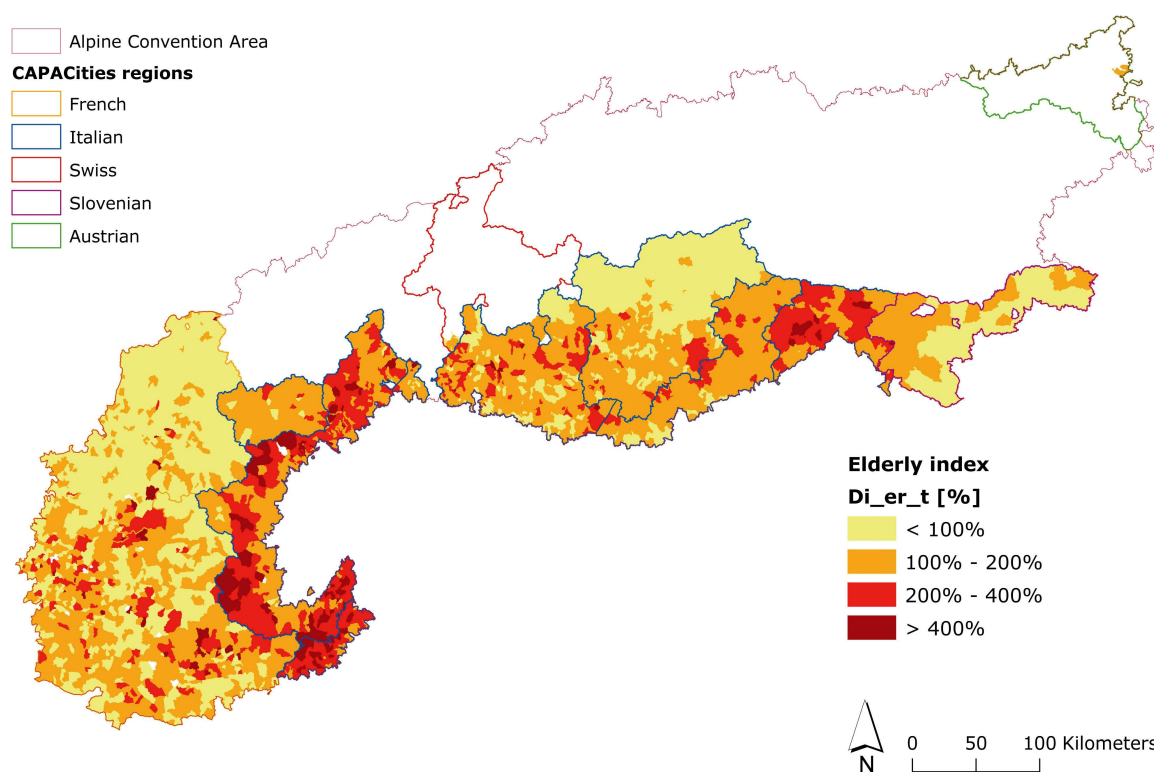 Alpine Convention Area
CAPACities regions
French
Italian
Swiss
Slovenian
Austrian
Elderly index
Di_er_t [%]
< 100%
100% - 200%
200% - 400%
> 400%
N
0 50 100 Kilometers